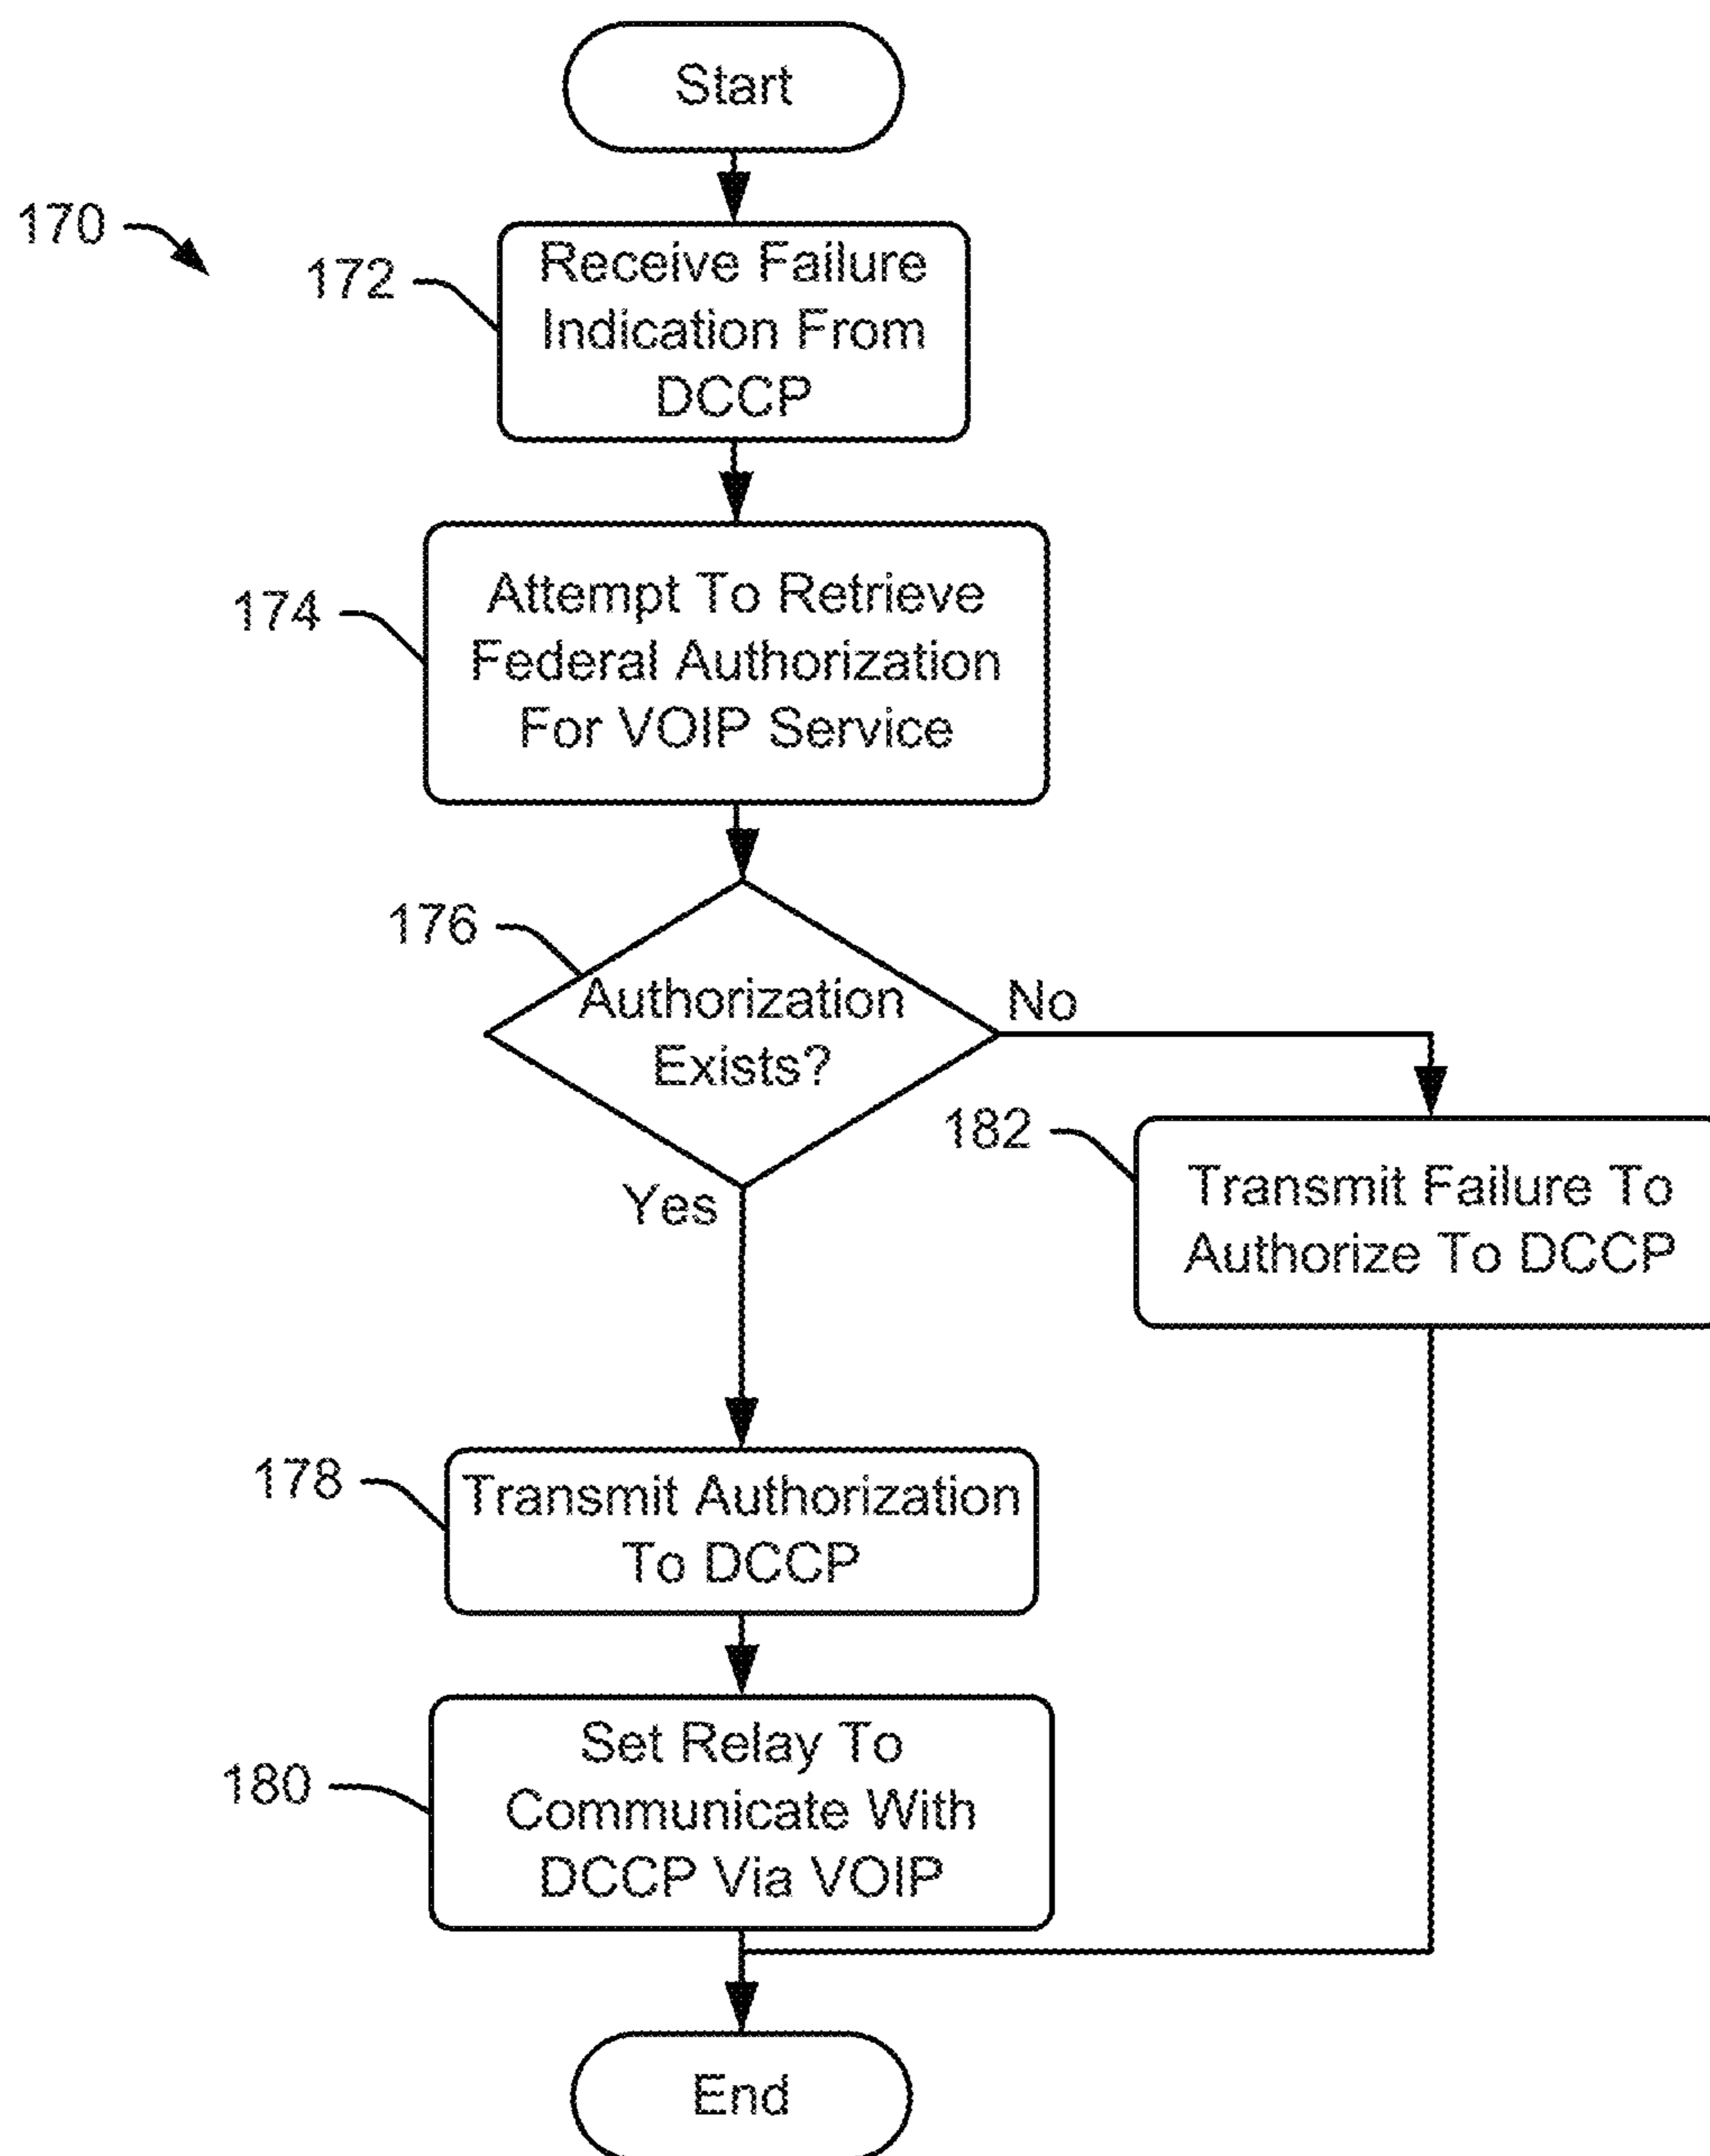 Start
170
172
Receive Failure
Indication From
DCCP
174
Attempt To Retrieve
Federal Authorization
For VOIP Service
176
Authorization
Exists?
No
Yes
182
Transmit Failure To
Authorize To DCCP
178
Transmit Authorization
To DCCP
180
Set Relay To
Communicate With
DCCP Via VOIP
End